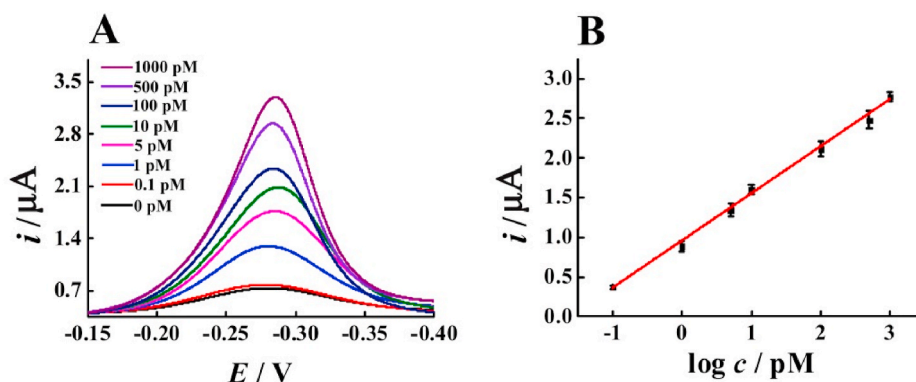 A
1000 pM
500 pM
100 pM
10 pM
5 pM
1 pM
0.1 pM
0 pM
3.5
2.8
2.1
1.4
0.7
i / μA
-0.15 -0.20 -0.25 -0.30 -0.35 -0.40
E / V
B
3.0
2.5
2.0
1.5
1.0
0.5
0.0
i / μA
-1 0 1 2 3
log c / pM